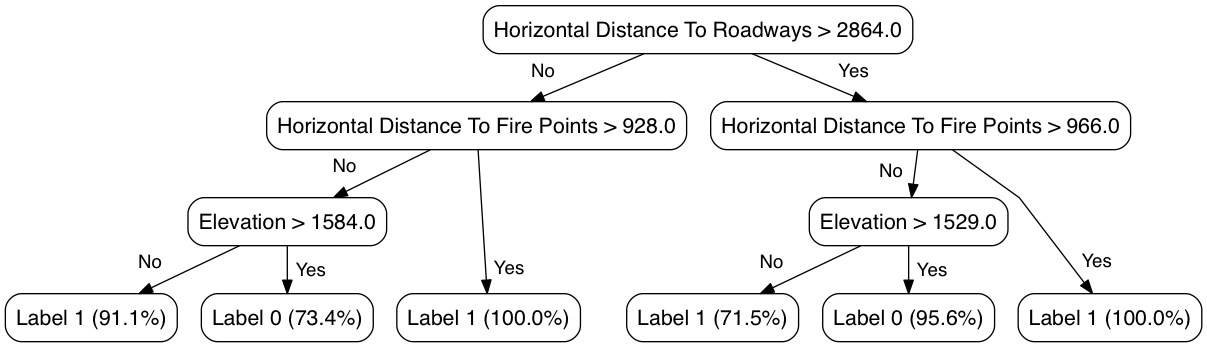 Horizontal Distance To Roadways > 2864.0
No
Yes
Horizontal Distance To Fire Points > 928.0
Horizontal Distance To Fire Points > 966.0
No
No
Elevation > 1584.0
Elevation > 1529.0
No
Yes
Yes
No
Yes
Yes
Label 1 (91.1%)
Label 0 (73.4%)
Label 1 (100.0%)
Label 1 (71.5%)
Label 0 (95.6%)
Label 1 (100.0%)